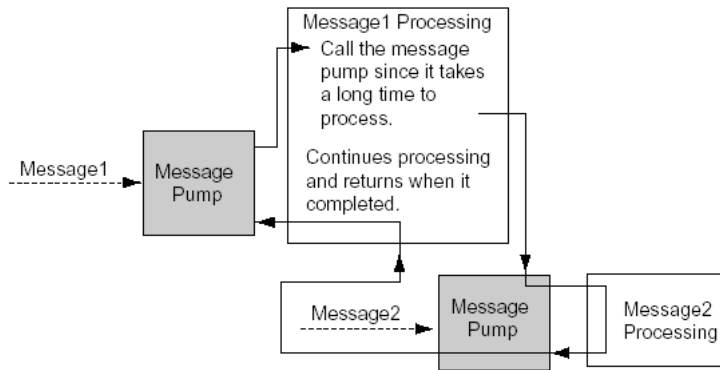 Message1 Processing
Call the message
pump since it takes
a long time to
process.
Continues processing
and returns when it
completed.
Message1
Message
Pump
Message2
Message
Pump
Message2
Processing